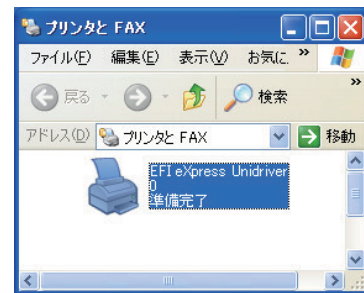 プリンタと FAX
ファイル(F) 編集(E) 表示(V) お気に »
戻る 検索 »
アドレス(D) プリンタと FAX 移動
EFI eXpress Unidriver
0
準備完了